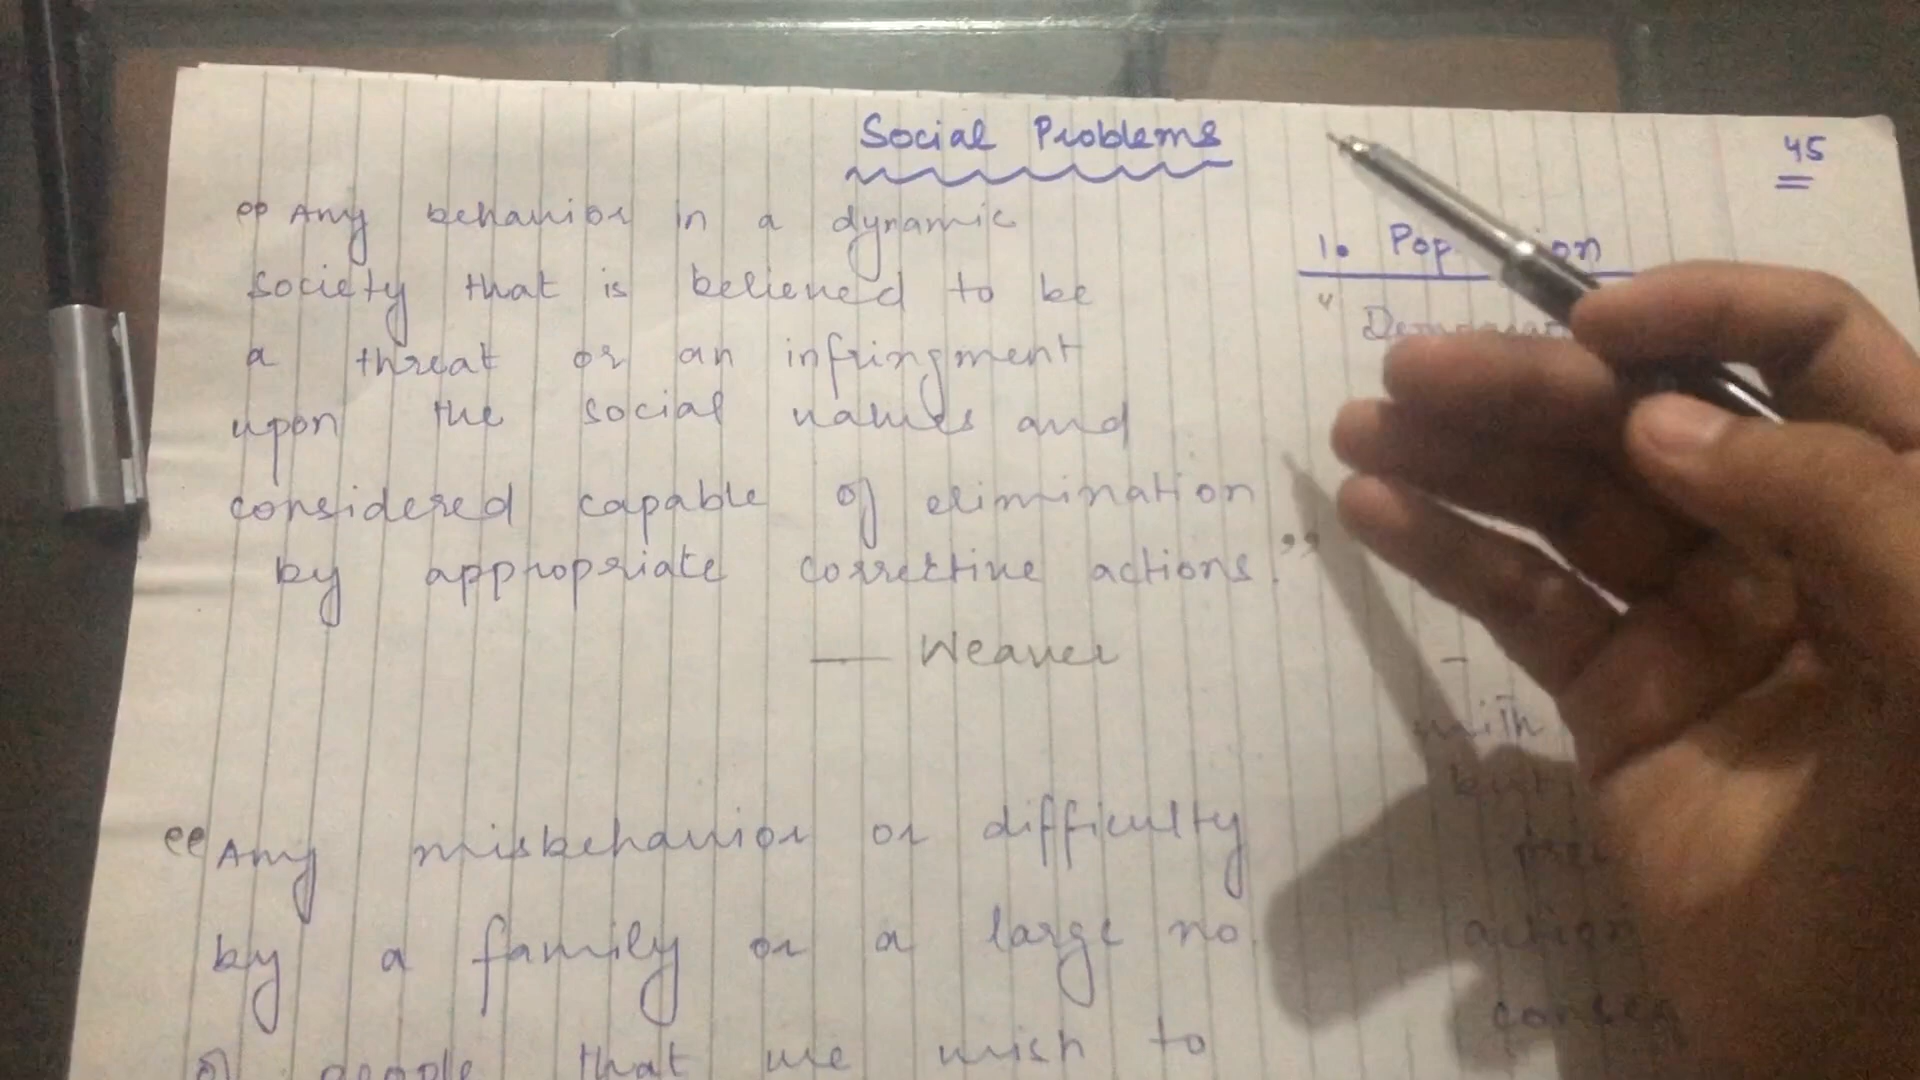 Social Problems
45
"Any behavior in a dynamic
society that is believed to be
a threat or an infringment
upon the social values and
considered capable of elimination
by appropriate corrective actions."
— Weaver
"Any misbehavior or difficulty
by a family or a large no.
of people that we wish to
1.
"
-
with